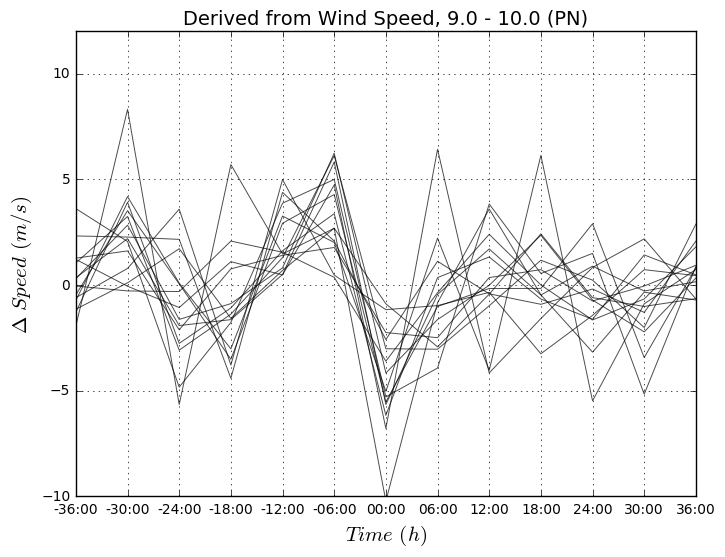 Derived from Wind Speed, 9.0 - 10.0 (PN)
Δ Speed (m/s)
10
5
0
−5
−10
-36:00 -30:00 -24:00 -18:00 -12:00 -06:00 00:00 06:00 12:00 18:00 24:00 30:00 36:00
Time (h)